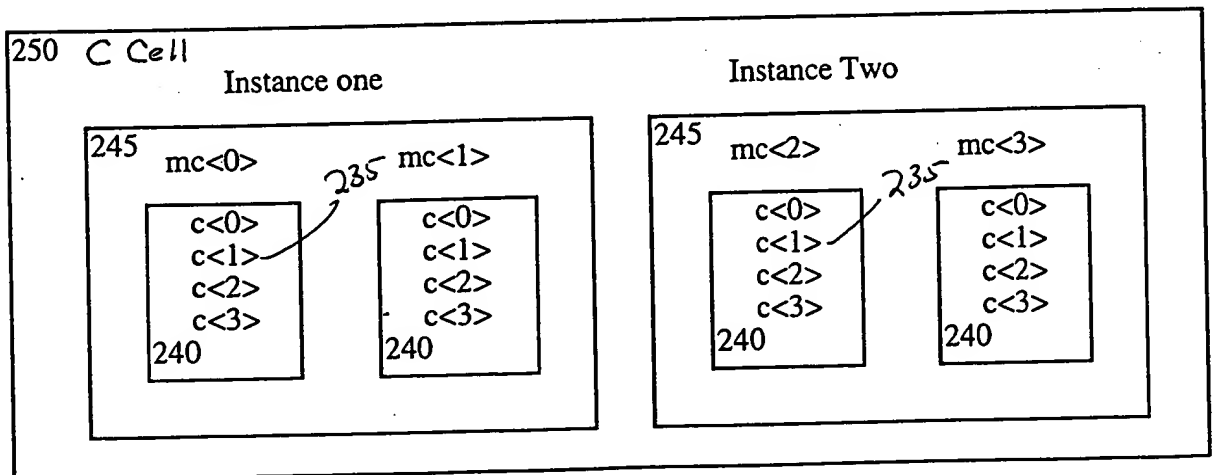 250 C Cell
Instance one
Instance Two
245
mc<0>
235
mc<1>
c<0>
c<1>
c<2>
c<3>
240
c<0>
c<1>
c<2>
c<3>
240
245
mc<2>
235
mc<3>
c<0>
c<1>
c<2>
c<3>
240
c<0>
c<1>
c<2>
c<3>
240